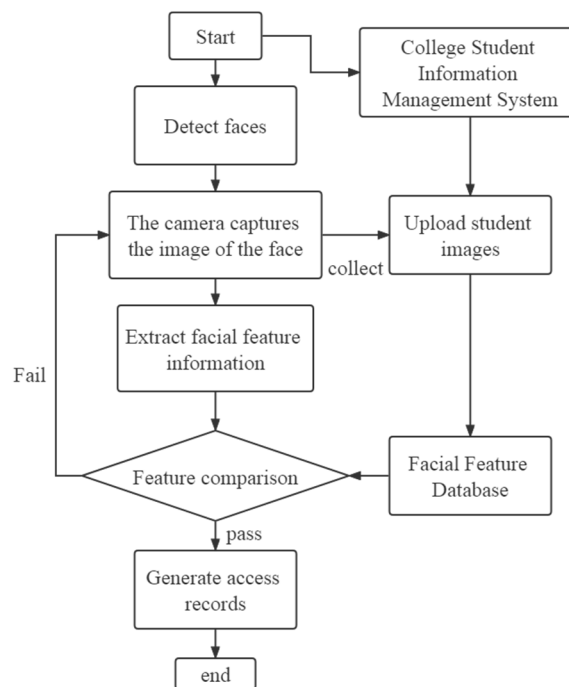 Start
College Student
Information
Management System
Detect faces
The camera captures
the image of the face
collect
Upload student
images
Extract facial feature
information
Fail
Feature comparison
Facial Feature
Database
pass
Generate access
records
end